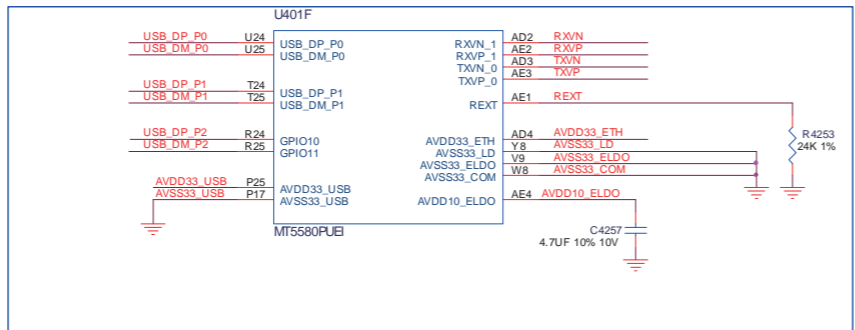 U401F
USB_DP_P0 U24 USB_DP_P0
USB_DM_P0 U25 USB_DM_P0
USB_DP_P1 T24 USB_DP_P1
USB_DM_P1 T25 USB_DM_P1
USB_DP_P2 R24 GPIO10
USB_DM_P2 R25 GPIO11
AVDD33_USB P25 AVDD33_USB
AVSS33_USB P17 AVSS33_USB
RXVN_1 AD2 RXVN
RXVP_1 AE2 RXVP
TXVN_0 AD3 TXVN
TXVP_0 AE3 TXVP
REXT AE1 REXT
AVDD33_ETH AD4 AVDD33_ETH
AVSS33_LD Y8 AVSS33_LD
AVSS33_ELDO V9 AVSS33_ELDO
AVSS33_COM W8 AVSS33_COM
AVDD10_ELDO AE4 AVDD10_ELDO
R4253
24K 1%
C4257
4.7UF 10% 10V
MT5580PUEI